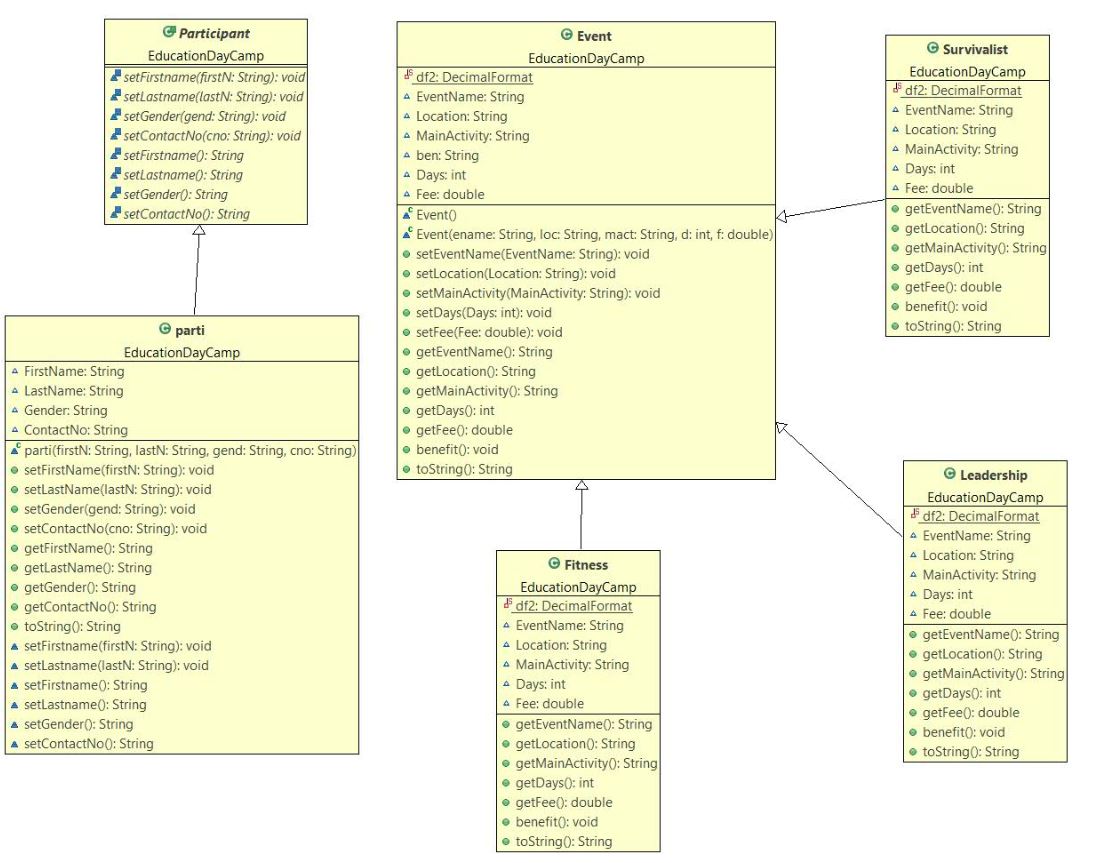 Participant
EducationDayCamp
setFirstname(firstN: String): void
setLastname(lastN: String): void
setGender(gend: String): void
setContactNo(cno: String): void
setFirstname(): String
setLastname(): String
setGender(): String
setContactNo(): String
parti
EducationDayCamp
FirstName: String
LastName: String
Gender: String
ContactNo: String
parti(firstN: String, lastN: String, gend: String, cno: String)
setFirstName(firstN: String): void
setLastName(lastN: String): void
setGender(gend: String): void
setContactNo(cno: String): void
getFirstName(): String
getLastName(): String
getGender(): String
getContactNo(): String
toString(): String
setFirstname(firstN: String): void
setLastname(lastN: String): void
setFirstname(): String
setLastname(): String
setGender(): String
setContactNo(): String
Event
EducationDayCamp
df2: DecimalFormat
EventName: String
Location: String
MainActivity: String
ben: String
Days: int
Fee: double
Event()
Event(ename: String, loc: String, mact: String, d: int, f: double)
setEventName(EventName: String): void
setLocation(Location: String): void
setMainActivity(MainActivity: String): void
setDays(Days: int): void
setFee(Fee: double): void
getEventName(): String
getLocation(): String
getMainActivity(): String
getDays(): int
getFee(): double
benefit(): void
toString(): String
Fitness
EducationDayCamp
df2: DecimalFormat
EventName: String
Location: String
MainActivity: String
Days: int
Fee: double
getEventName(): String
getLocation(): String
getMainActivity(): String
getDays(): int
getFee(): double
benefit(): void
toString(): String
Survivalist
EducationDayCamp
df2: DecimalFormat
EventName: String
Location: String
MainActivity: String
Days: int
Fee: double
getEventName(): String
getLocation(): String
getMainActivity(): String
getDays(): int
getFee(): double
benefit(): void
toString(): String
Leadership
EducationDayCamp
df2: DecimalFormat
EventName: String
Location: String
MainActivity: String
Days: int
Fee: double
getEventName(): String
getLocation(): String
getMainActivity(): String
getDays(): int
getFee(): double
benefit(): void
toString(): String